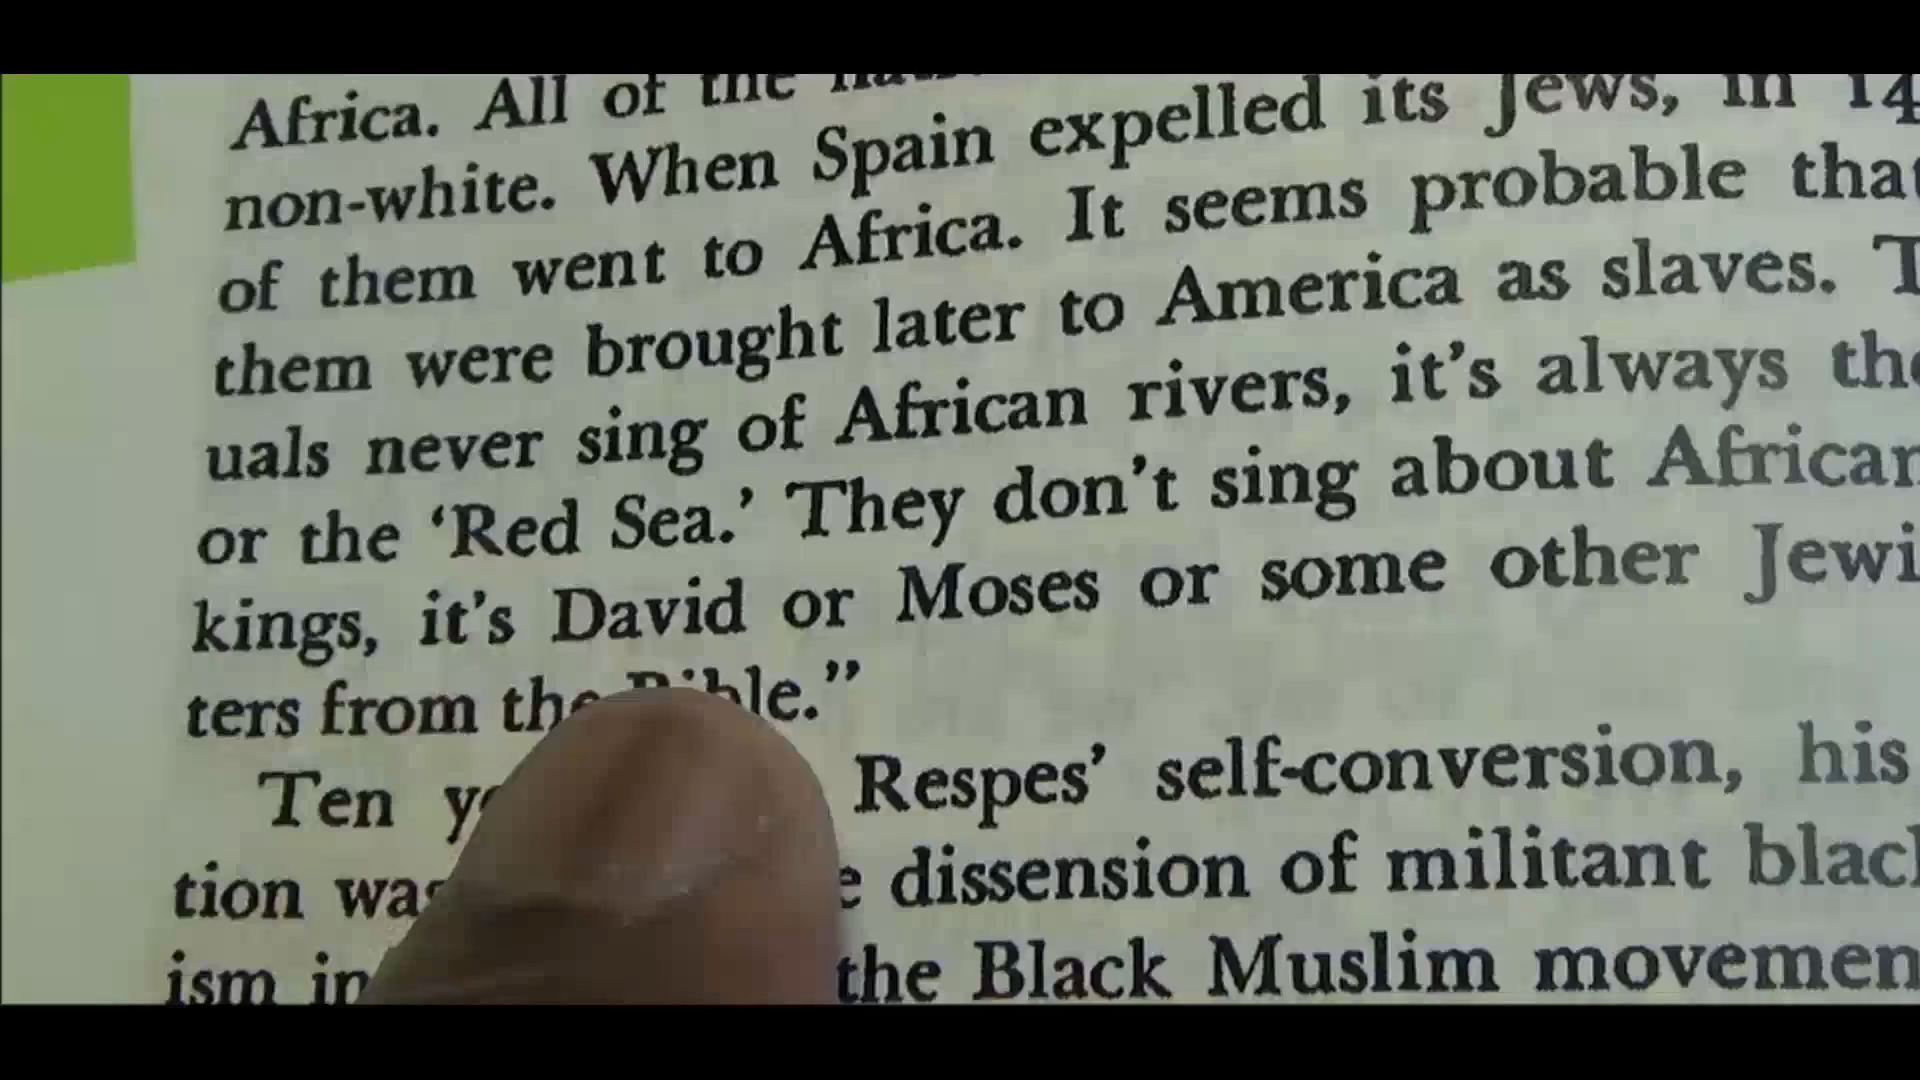 Africa. All of the
non-white. When Spain expelled its Jews, in 14
of them went to Africa. It seems probable that
them were brought later to America as slaves. T
uals never sing of African rivers, it's always the
or the ‘Red Sea.’ They don't sing about African
kings, it's David or Moses or some other Jewi
ters from the Bible.”
Ten Respes’ self-conversion, his
tion was dissension of militant black
ism in the Black Muslim movemen